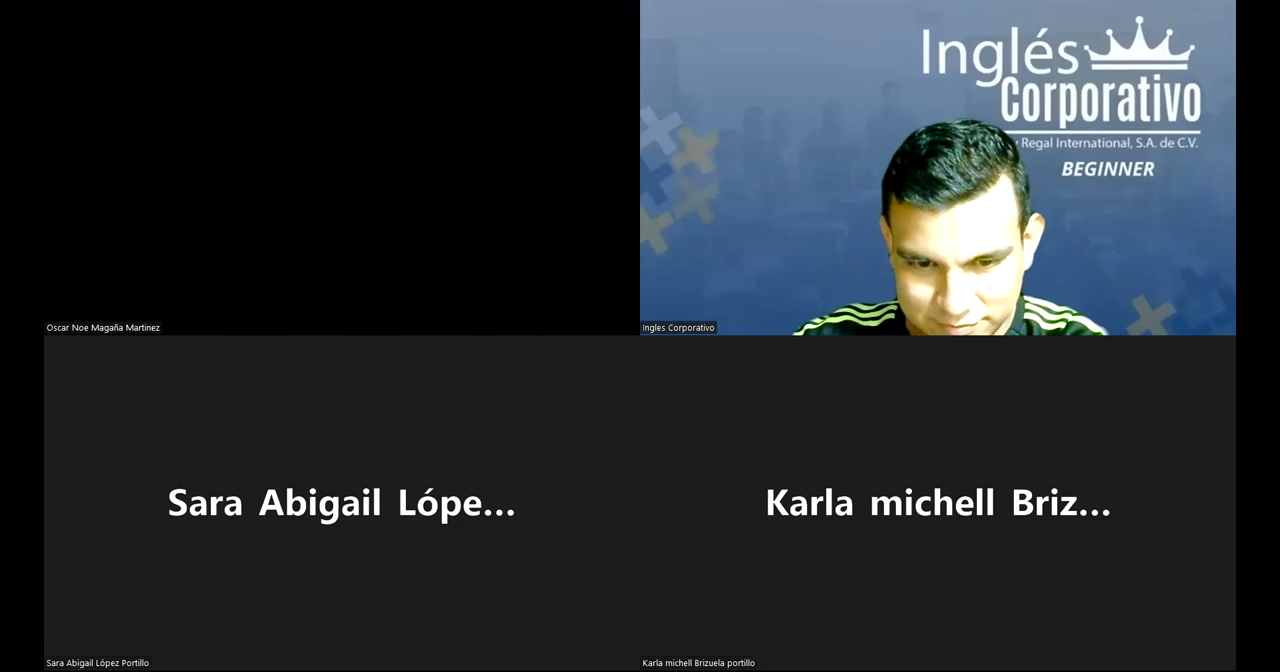 Inglés
Corporativo
y Regal International, S.A. de C.V.
BEGINNER
Oscar Noe Magaña Martinez
Ingles Corporativo
Sara Abigail Lópe...
Karla michell Briz...
Sara Abigail López Portillo
Karla michell Brizuela portillo